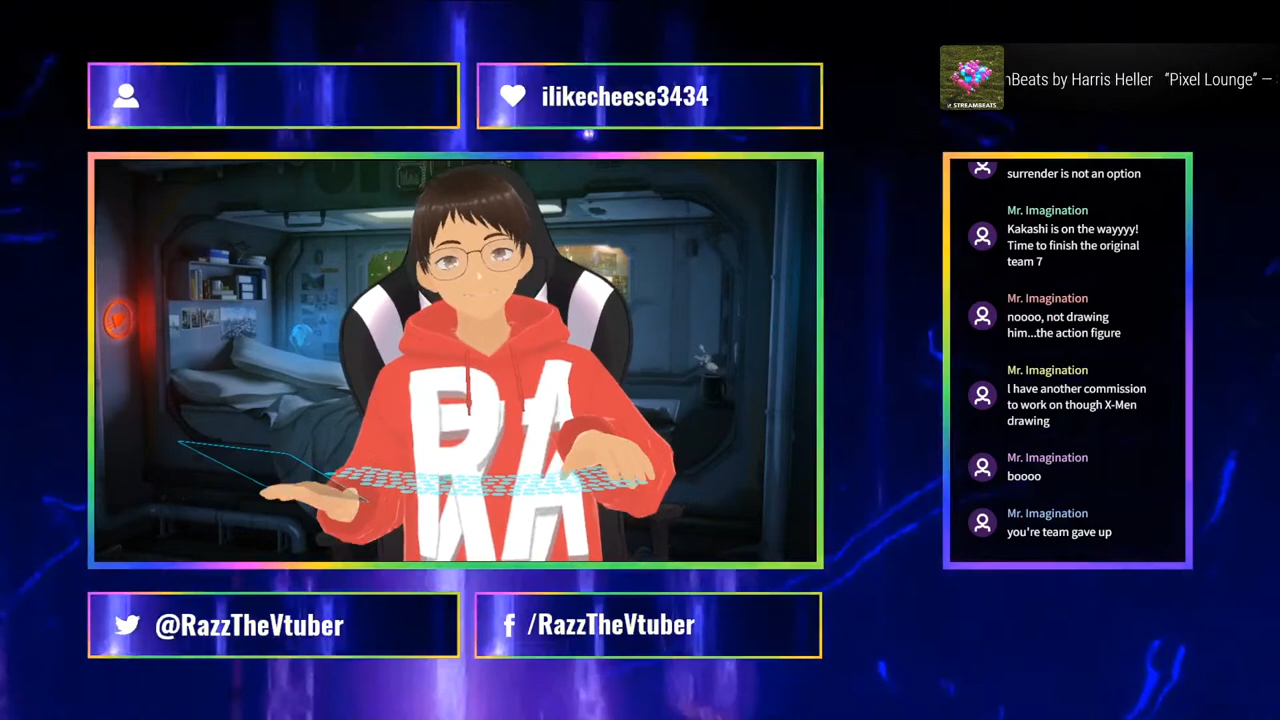 ilikecheese3434
Beats by Harris Heller “Pixel Lounge” —
STREAMBEATS
surrender is not an option
Mr. Imagination
Kakashi is on the wayyyy!
Time to finish the original
team 7
Mr. Imagination
noooo, not drawing
him...the action figure
Mr. Imagination
I have another commission
to work on though X-Men
drawing
Mr. Imagination
boooo
Mr. Imagination
you're team gave up
RA
@RazzTheVtuber
/RazzTheVtuber